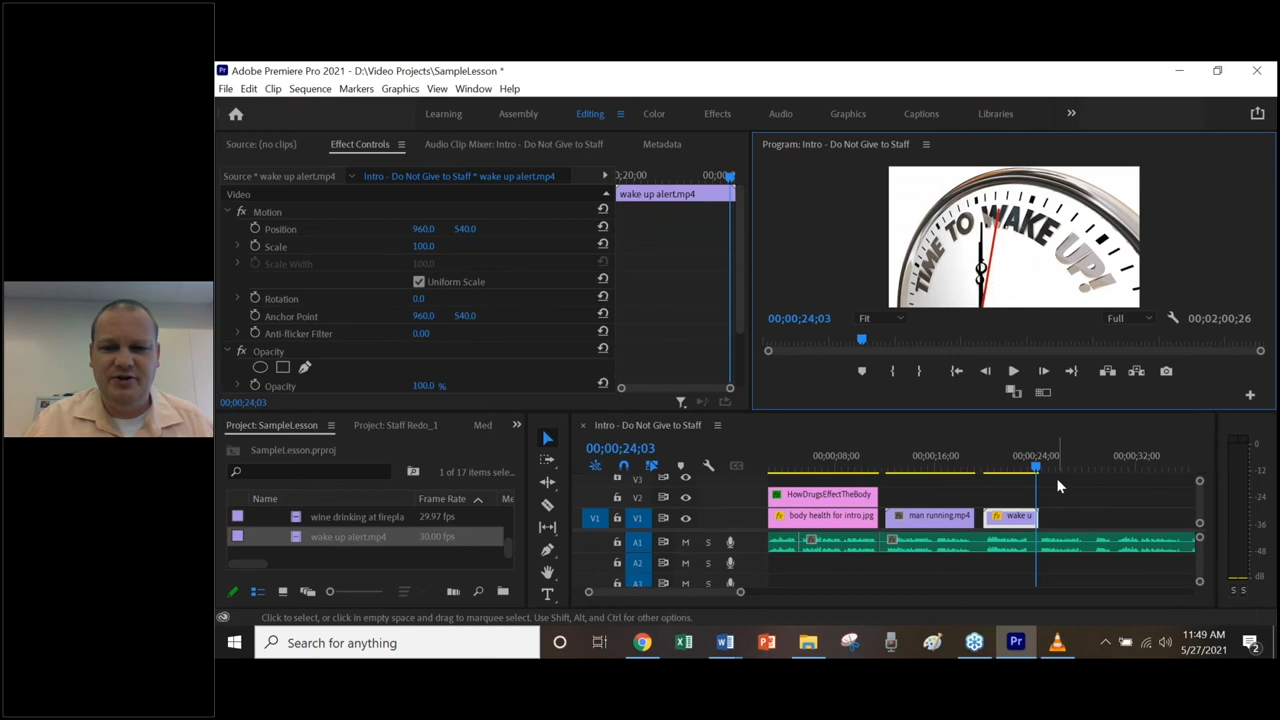 Adobe Premiere Pro 2021 - D:\Video Projects\SampleLesson *
File Edit Clip Sequence Markers Graphics View Window Help
Learning Assembly Editing Color Effects Audio Graphics Captions Libraries
Source: (no clips) Effect Controls Audio Clip Mixer: Intro - Do Not Give to Staff Metadata
Source * wake up alert.mp4 Intro - Do Not Give to Staff * wake up alert.mp4
Video
Motion
Position 960.0 540.0
Scale 100.0
Scale Width 100.0
Uniform Scale
Rotation 0.0
Anchor Point 960.0 540.0
Anti-flicker Filter 0.00
Opacity
Opacity 100.0 %
00;00;24;03
wake up alert.mp4
Program: Intro - Do Not Give to Staff
TIME TO WAKE UP!
00;00;24;03 Fit Full 00;02;00;26
Project: SampleLesson Project: Staff Redo_1 Med
SampleLesson.prproj
1 of 17 items sele...
Name Frame Rate Me
wine drinking at firepla 29.97 fps
wake up alert.mp4 30.00 fps
Intro - Do Not Give to Staff
00;00;24;03
00;00;08;00 00;00;16;00 00;00;24;00 00;00;32;00
V3
V2 HowDrugsEffectTheBody
V1 V1 body health for intro.jpg man running.mp4 wake u
A1 M S
A2 M S
A3 M S
0
-12
-24
-36
dB
S S
Click to select, or click in empty space and drag to marquee select. Use Shift, Alt, and Ctrl for other options.
Search for anything
11:49 AM
5/27/2021
2